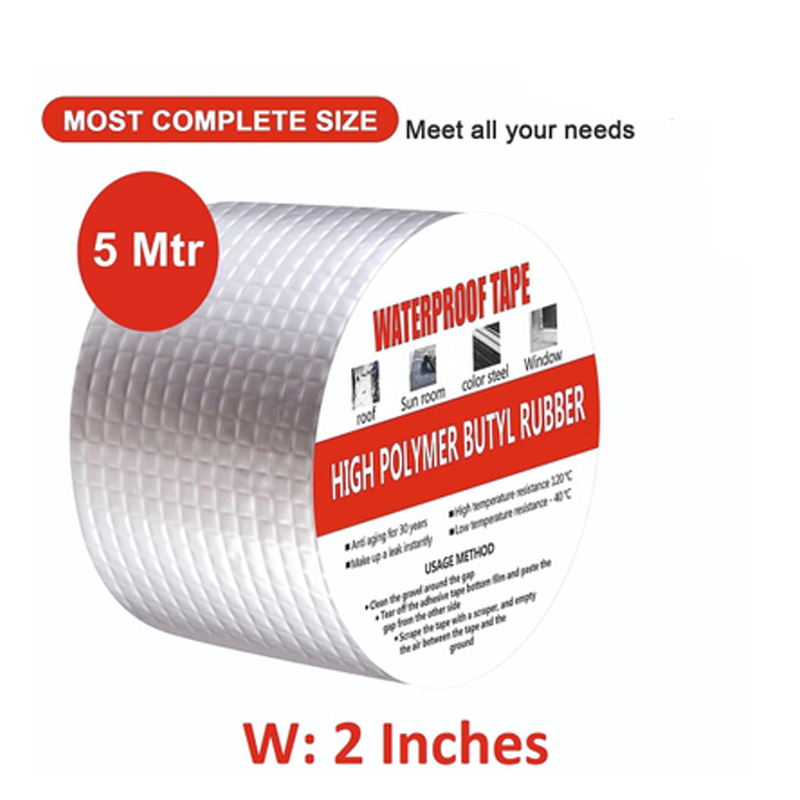 MOST COMPLETE SIZE Meet all your needs
5 Mtr
WATERPROOF TAPE
roof Sun room color steel Window
HIGH POLYMER BUTYL RUBBER
■Anti aging for 30 years ■High temperature resistance 120℃
■Make up a leak instantly ■Low temperature resistance - 40℃
USAGE METHOD
•Clean the gravel around the gap
•Tear off the adhesive tape bottom film and paste the
gap from the other side
•Scrape the tape with a scraper, and empty
the air between the tape and the
ground
W: 2 Inches